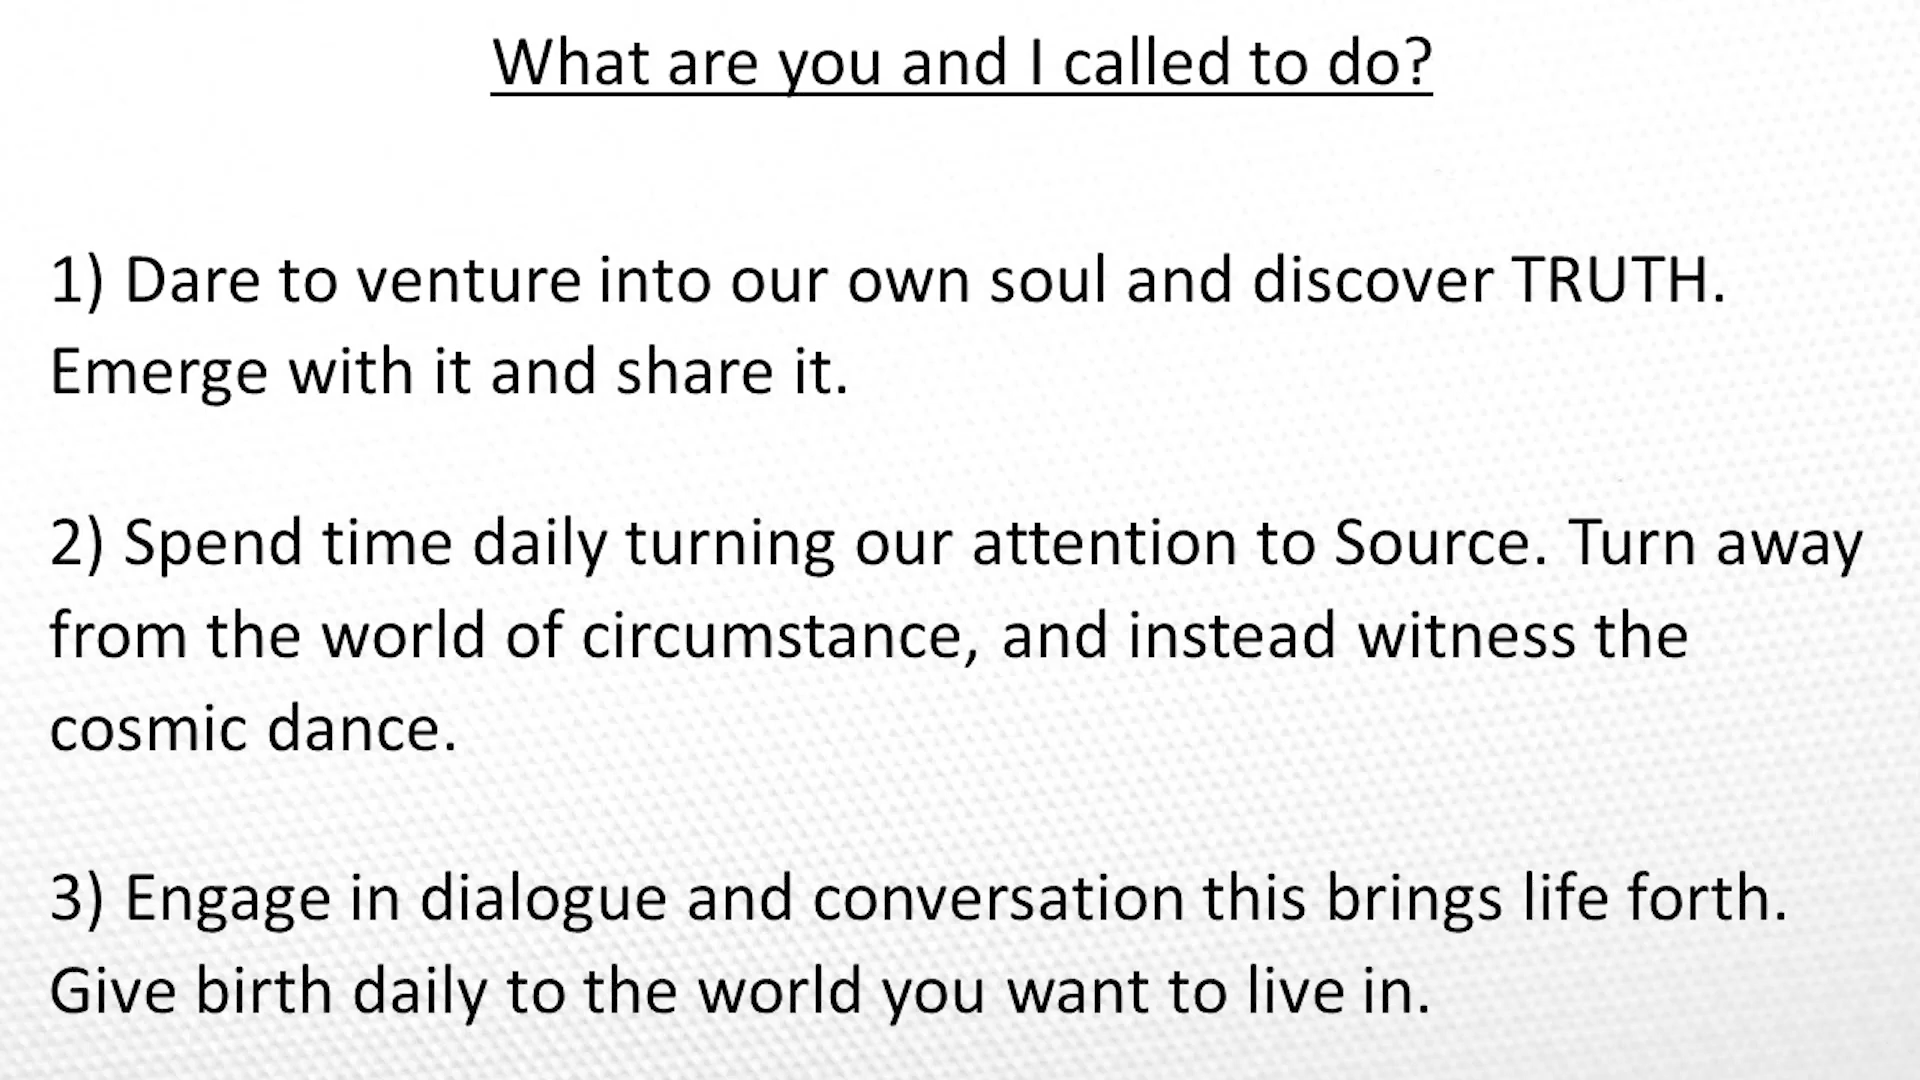 What are you and I called to do?
1) Dare to venture into our own soul and discover TRUTH.
Emerge with it and share it.
2) Spend time daily turning our attention to Source. Turn away
from the world of circumstance, and instead witness the
cosmic dance.
3) Engage in dialogue and conversation this brings life forth.
Give birth daily to the world you want to live in.